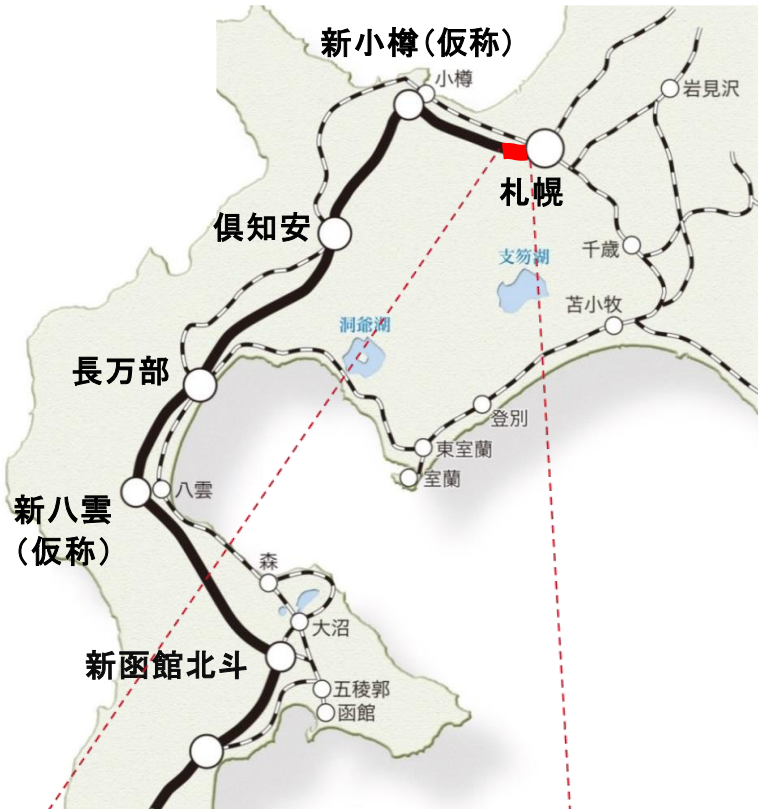 新小樽（仮称）
小樽
岩見沢
札幌
倶知安
支笏湖
千歳
苫小牧
洞爺湖
長万部
登別
東室蘭
室蘭
八雲
新八雲
（仮称）
森
大沼
新函館北斗
五稜郭
函館